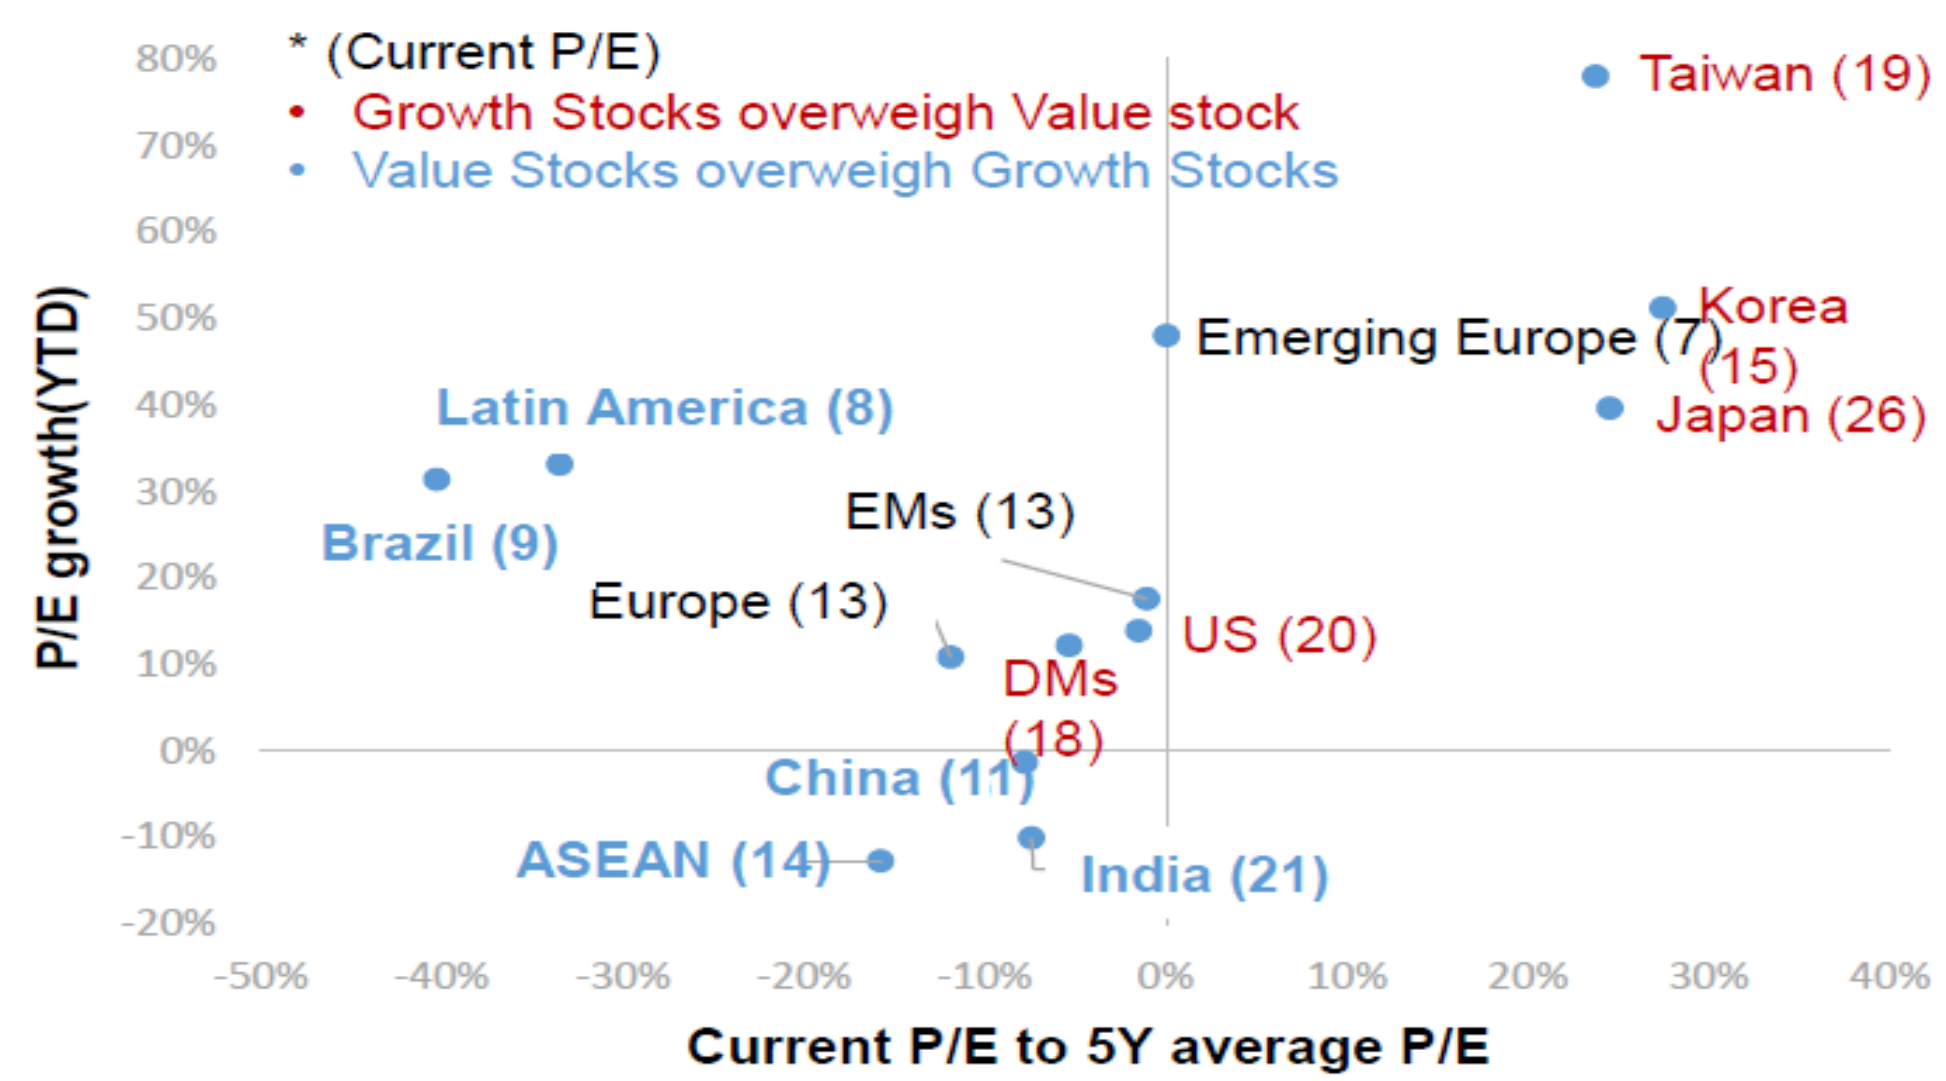 * (Current P/E)
• Growth Stocks overweigh Value stock
• Value Stocks overweigh Growth Stocks
80%
70%
60%
50%
40%
30%
20%
10%
0%
-10%
-20%
P/E growth(YTD)
Taiwan (19)
Korea
(15)
Emerging Europe (7)
Japan (26)
Latin America (8)
Brazil (9)
EMs (13)
Europe (13)
US (20)
DMs
(18)
China (11)
ASEAN (14)
India (21)
-50% -40% -30% -20% -10% 0% 10% 20% 30% 40%
Current P/E to 5Y average P/E